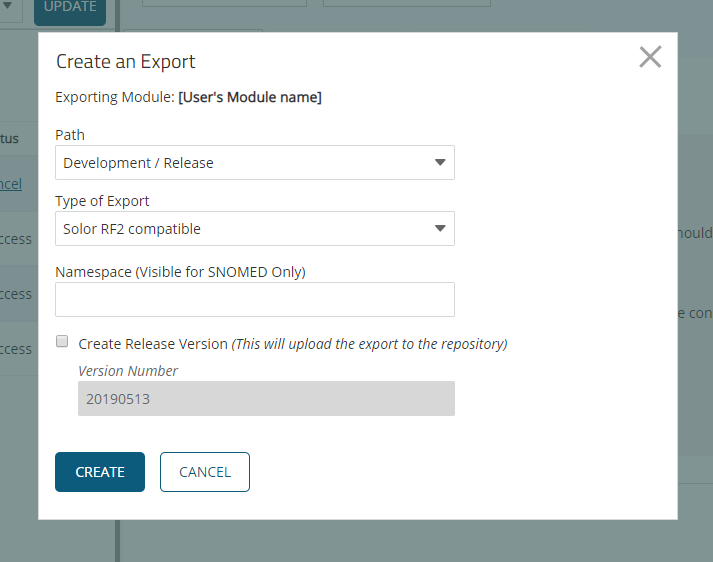 UPDATE
Create an Export
Exporting Module: [User's Module name]
Path
Development / Release
Type of Export
Solor RF2 compatible
Namespace (Visible for SNOMED Only)
Create Release Version (This will upload the export to the repository)
Version Number
20190513
CREATE
CANCEL
tus
ncel
ccess
ccess
ccess
hould
e con